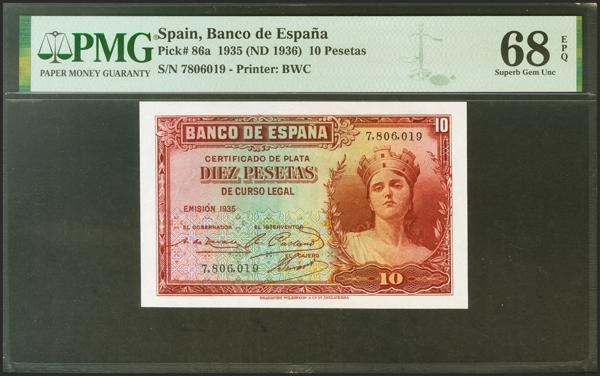 PMG
PAPER MONEY GUARANTY
Spain, Banco de España
Pick# 86a 1935 (ND 1936) 10 Pesetas
S/N 7806019 - Printer: BWC
68 EPQ
Superb Gem Unc
10
BANCO DE ESPAÑA
7.806.019
CERTIFICADO DE PLATA
DIEZ PESETAS
DE CURSO LEGAL
EMISIÓN 1935
EL GOBERNADOR EL INTERVENTOR
EL CAJERO
7.806.019
10